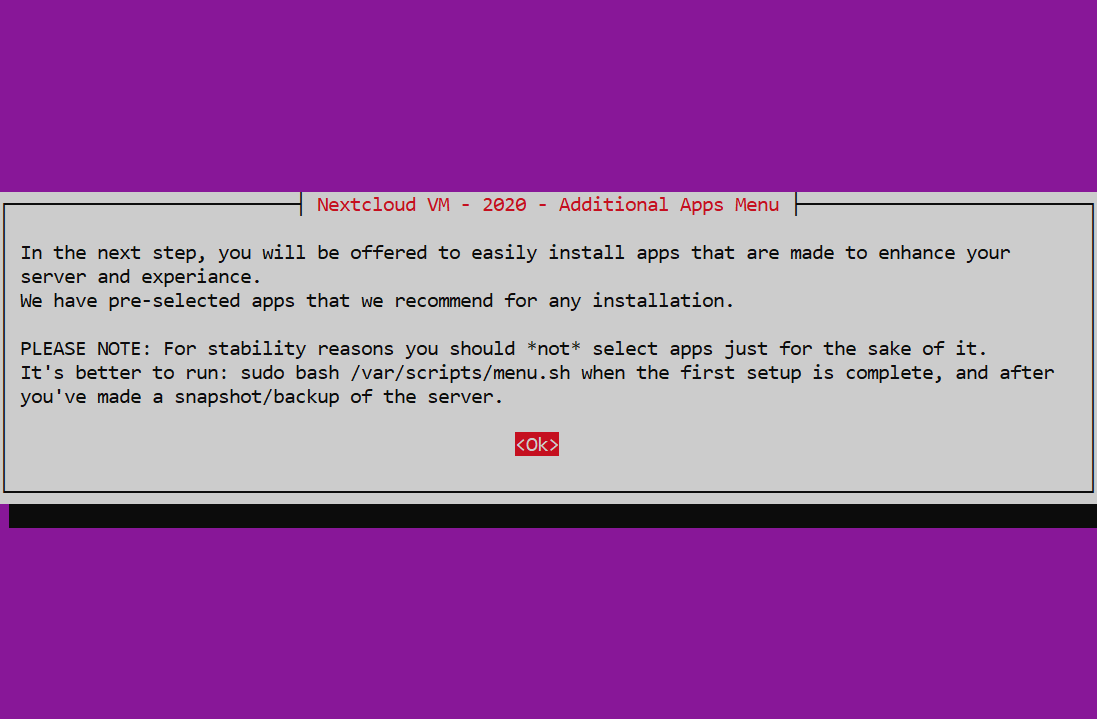 Nextcloud VM - 2020 - Additional Apps Menu
In the next step, you will be offered to easily install apps that are made to enhance your
server and experiance.
We have pre-selected apps that we recommend for any installation.
PLEASE NOTE: For stability reasons you should *not* select apps just for the sake of it.
It's better to run: sudo bash /var/scripts/menu.sh when the first setup is complete, and after
you've made a snapshot/backup of the server.
<Ok>